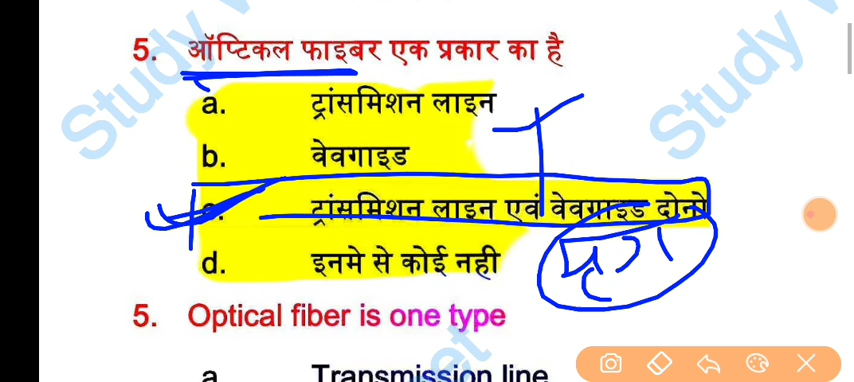 5. ऑप्टिकल फाइबर एक प्रकार का है
a. ट्रांसमिशन लाइन
b. वेवगाइड
c. ट्रांसमिशन लाइन एवं वेवगाइड दोनो
d. इनमे से कोई नही
5. Optical fiber is one type
a Transmission line